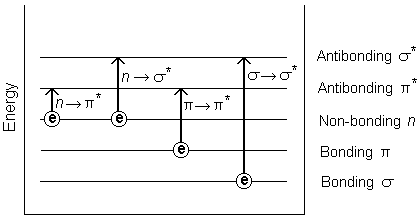 Energy
n → σ*
σ → σ*
n → π*
π → π*
e
e
e
e
Antibonding σ*
Antibonding π*
Non-bonding n
Bonding π
Bonding σ